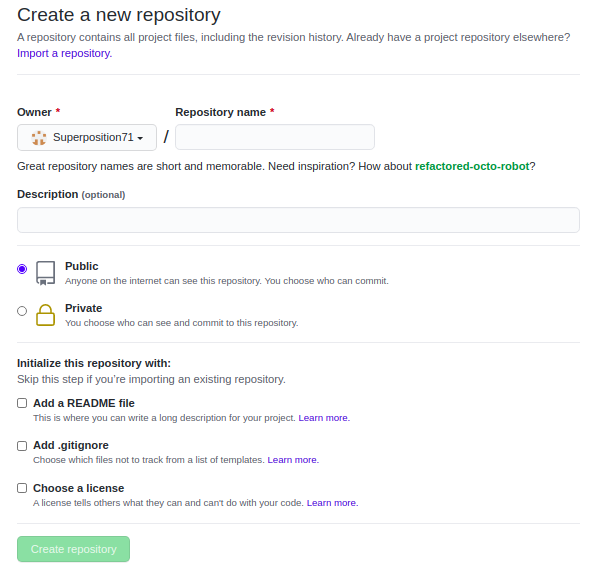 Create a new repository
A repository contains all project files, including the revision history. Already have a project repository elsewhere?
Import a repository.
Owner * Repository name *
Superposition71 /
Great repository names are short and memorable. Need inspiration? How about refactored-octo-robot?
Description (optional)
Public
Anyone on the internet can see this repository. You choose who can commit.
Private
You choose who can see and commit to this repository.
Initialize this repository with:
Skip this step if you're importing an existing repository.
Add a README file
This is where you can write a long description for your project. Learn more.
Add .gitignore
Choose which files not to track from a list of templates. Learn more.
Choose a license
A license tells others what they can and can't do with your code. Learn more.
Create repository